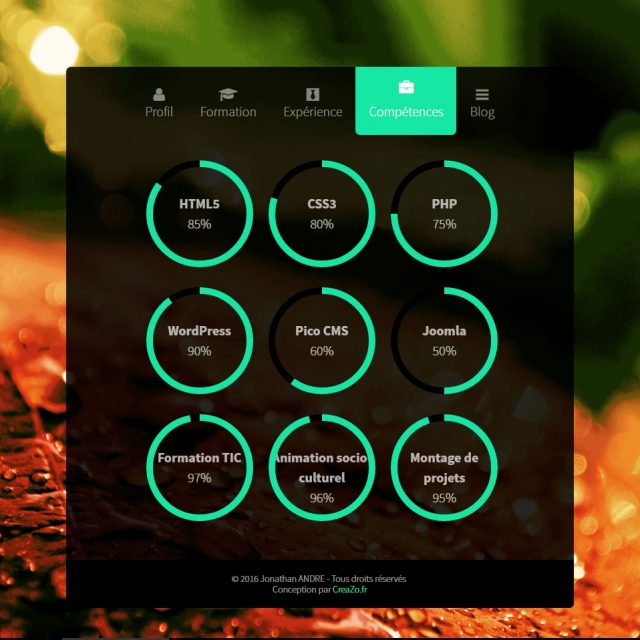 Profil
Formation
Expérience
Compétences
Blog
HTML5
85%
CSS3
80%
PHP
75%
WordPress
90%
Pico CMS
60%
Joomla
50%
Formation TIC
97%
Animation socio
culturel
96%
Montage de
projets
95%
© 2016 Jonathan ANDRE - Tous droits réservés
Conception par CreaZo.fr